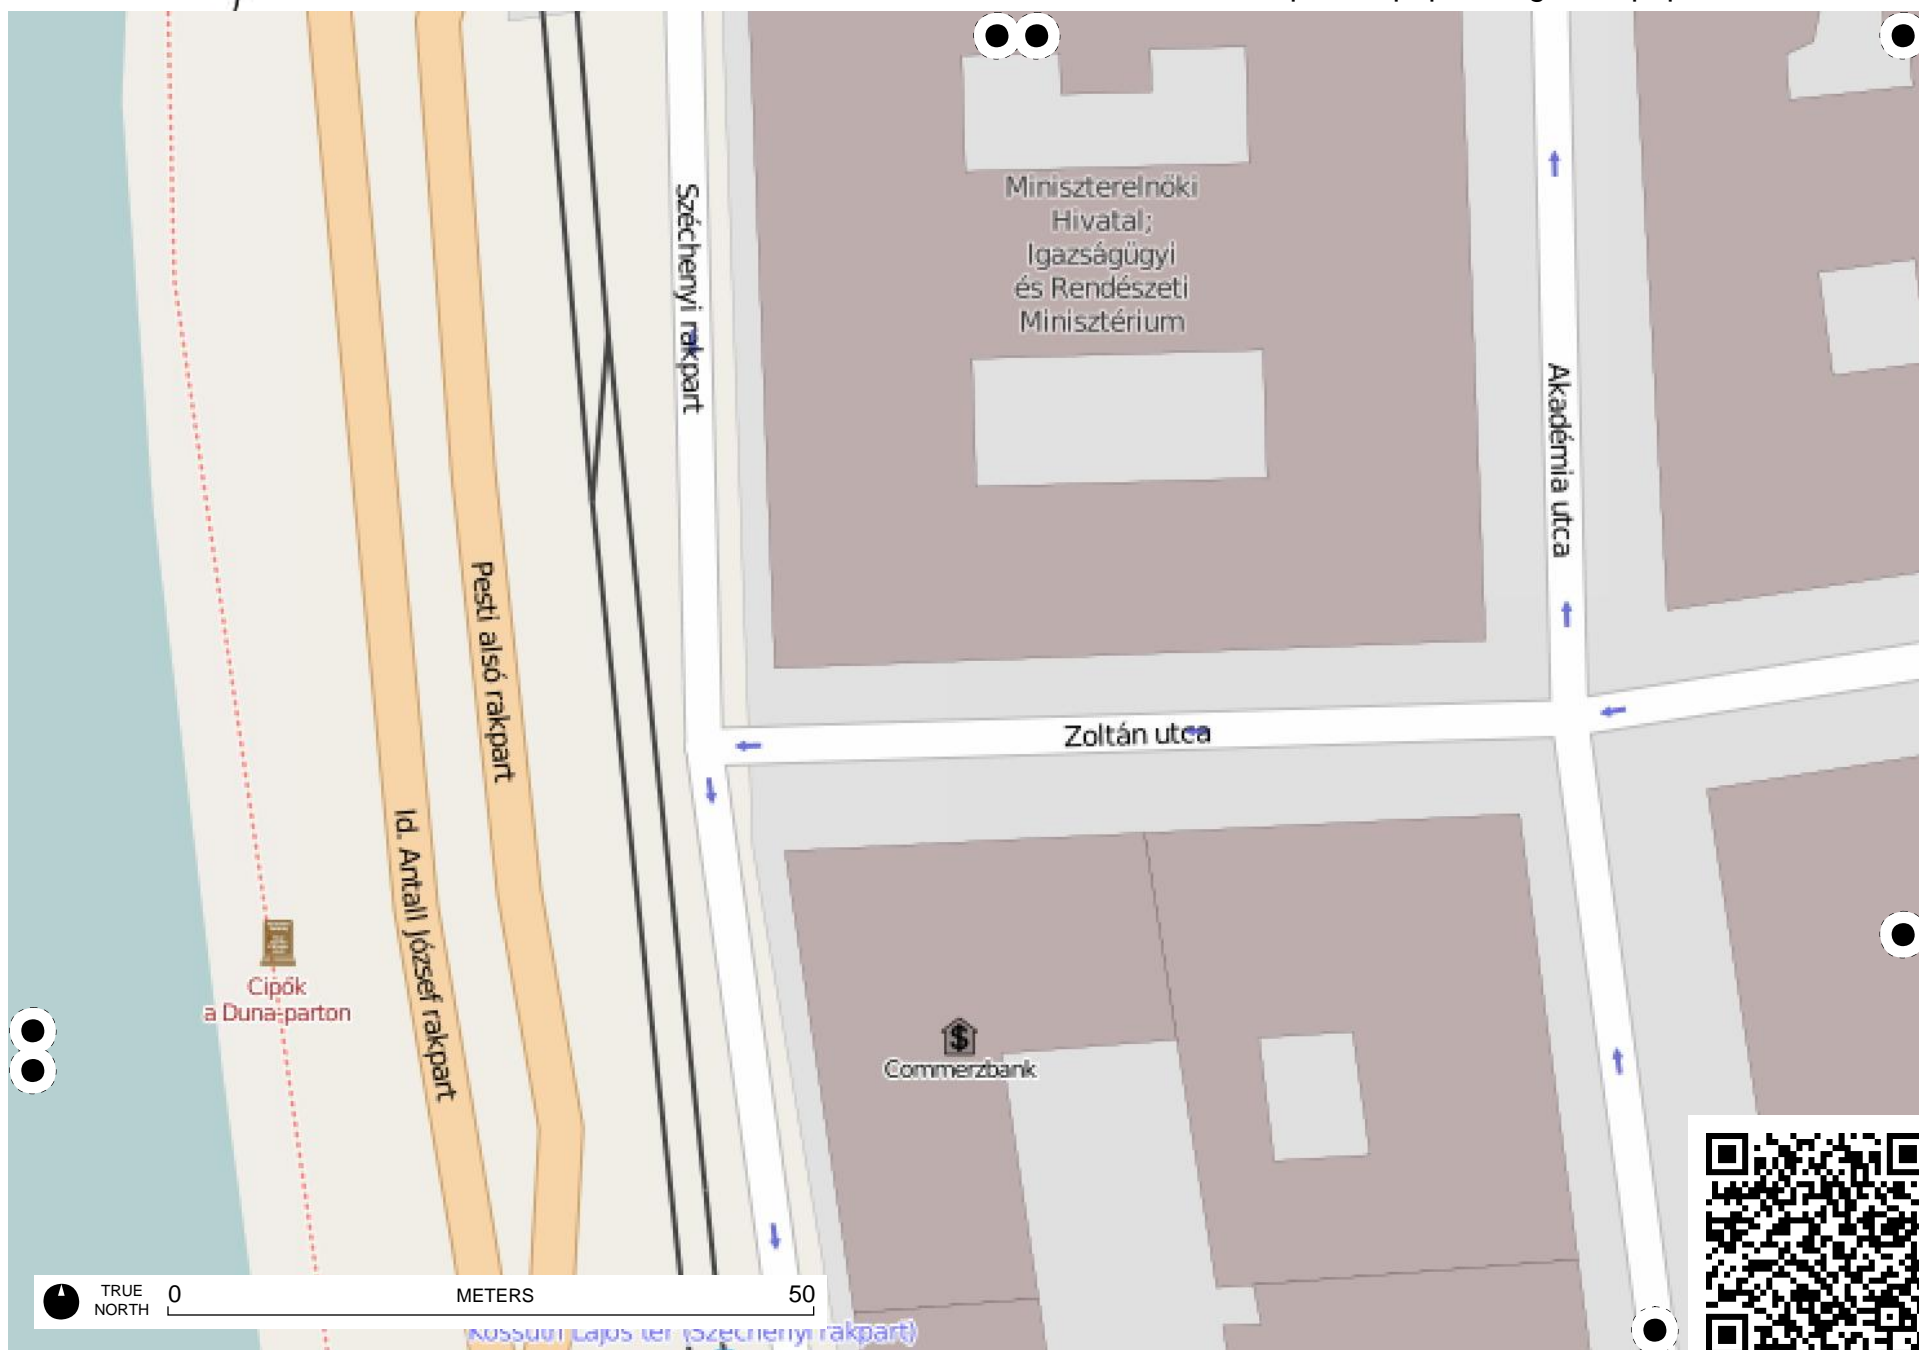 Széchenyi rakpart
Miniszterelnöki
Hivatal;
Igazságügyi
és Rendészeti
Minisztérium
Akadémia utca
Pesti alsó rakpart
Zoltán utca
Id. Antall József rakpart
Cipők
a Duna-parton
$
Commerzbank
TRUE
NORTH
0
METERS
50
Kossuth Lajos tér (Széchenyi rakpart)